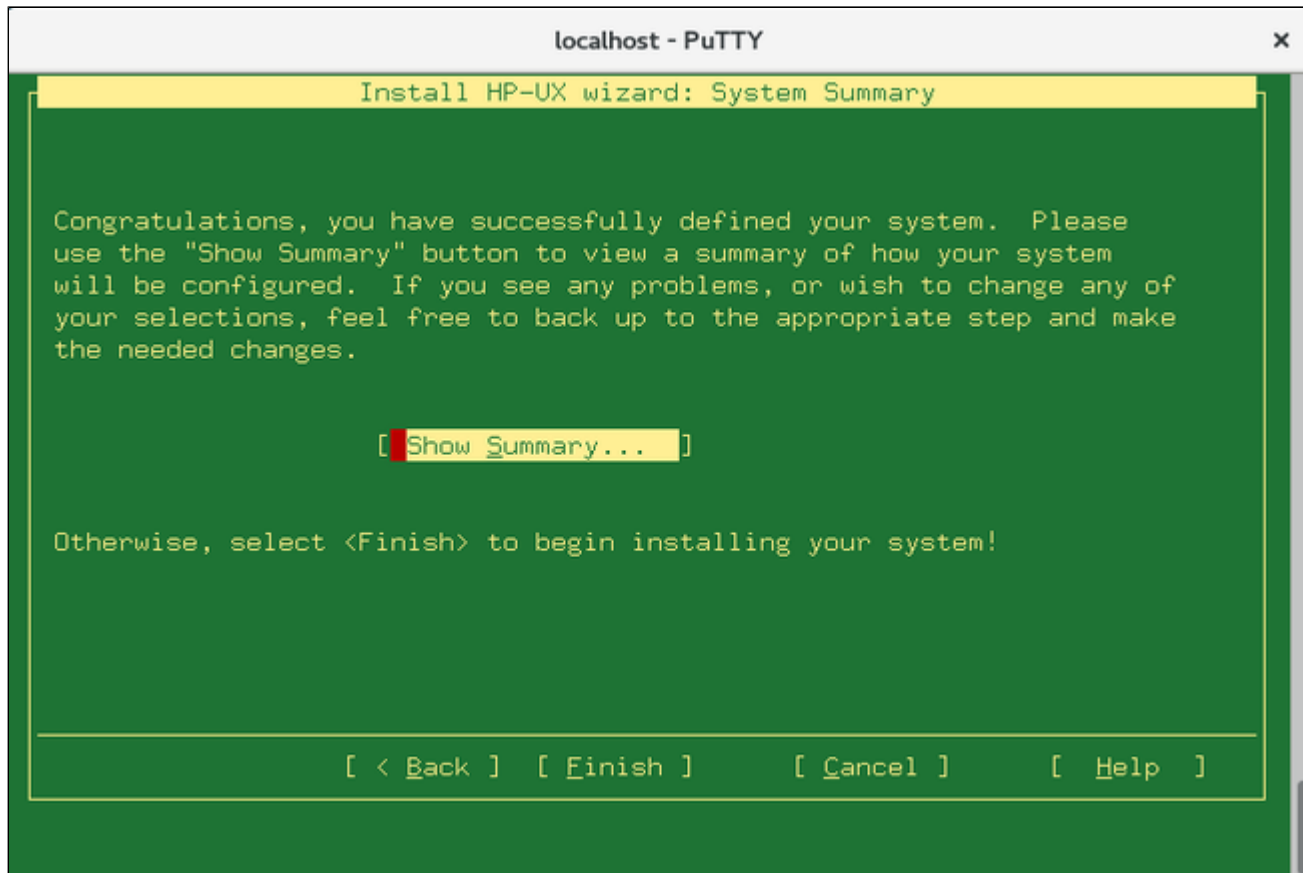 localhost - PuTTY ×
Install HP-UX wizard: System Summary
Congratulations, you have successfully defined your system.  Please
use the "Show Summary" button to view a summary of how your system
will be configured.  If you see any problems, or wish to change any of
your selections, feel free to back up to the appropriate step and make
the needed changes.
[ Show Summary...  ]
Otherwise, select <Finish> to begin installing your system!
[ < Back ]  [ Finish ]      [ Cancel ]      [  Help  ]